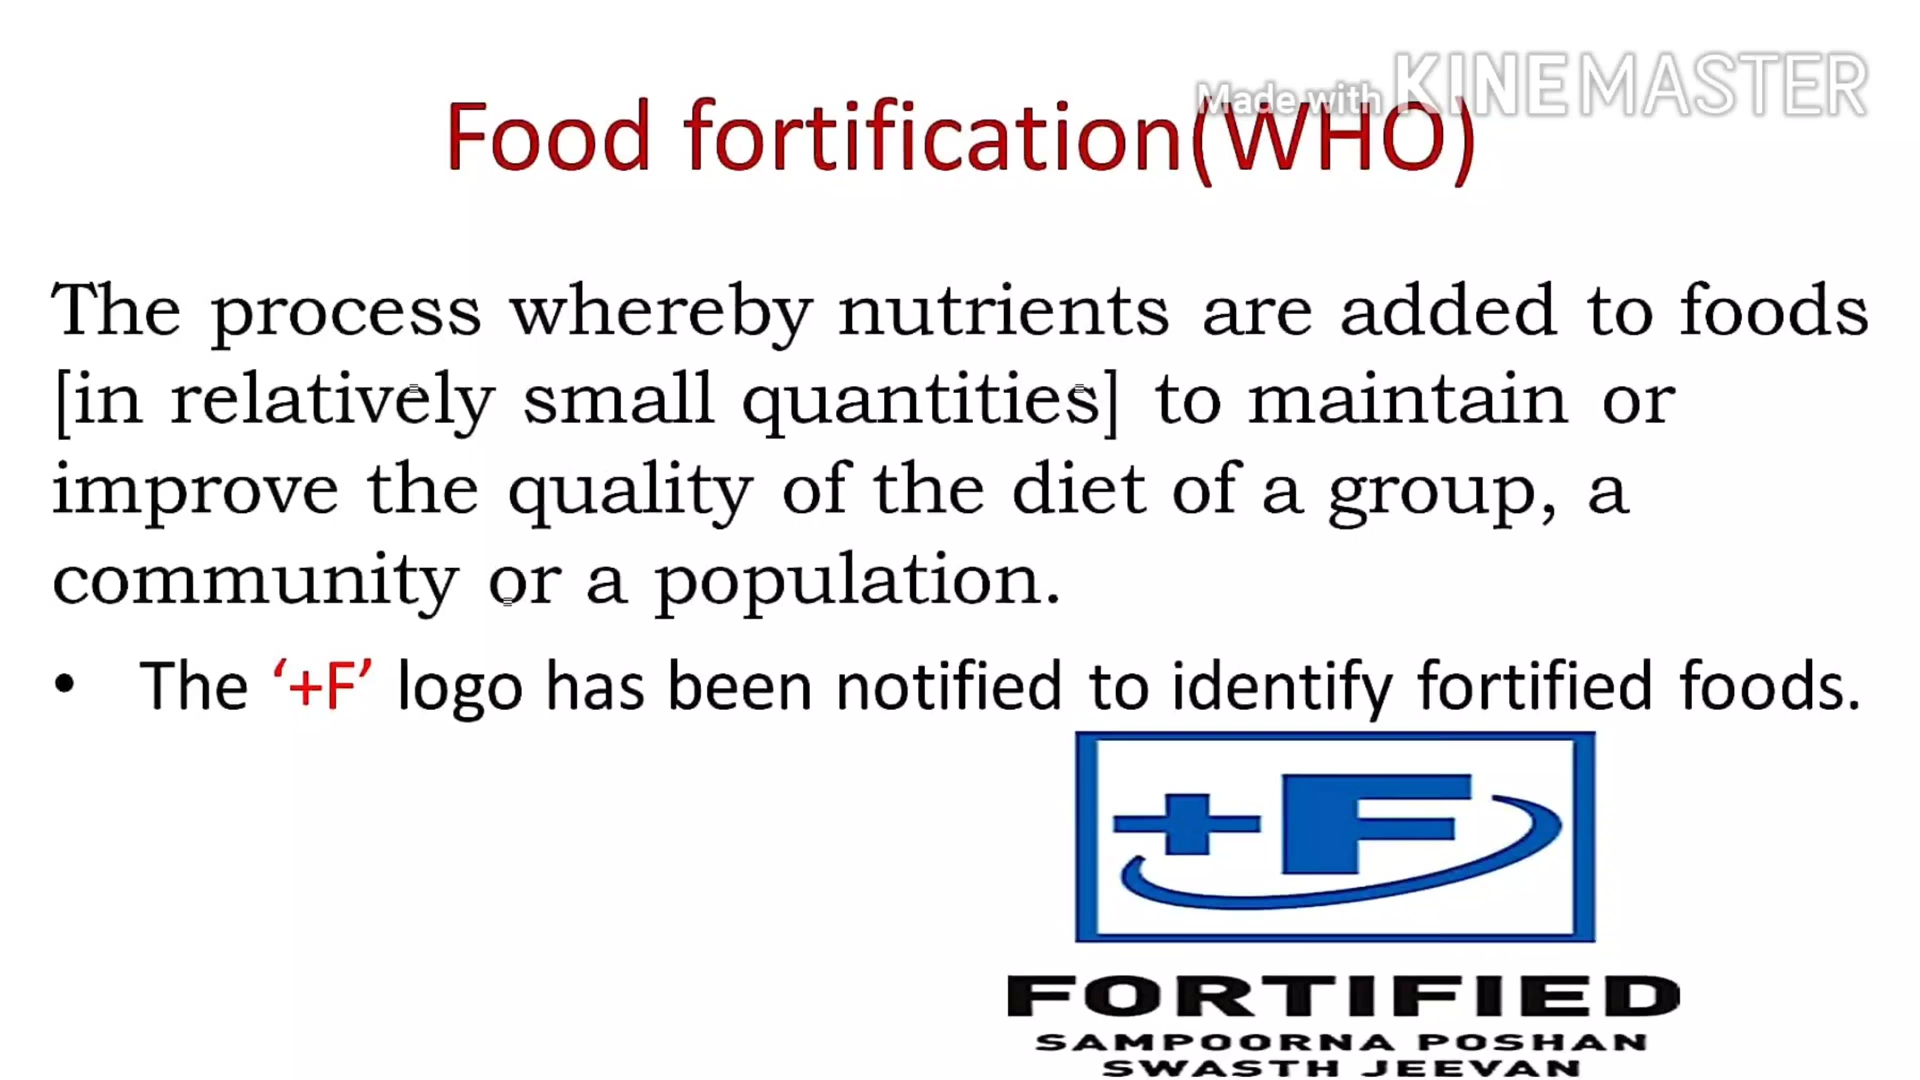 Made with KINEMASTER
Food fortification(WHO)
The process whereby nutrients are added to foods
[in relatively small quantities] to maintain or
improve the quality of the diet of a group, a
community or a population.
• The ‘+F’ logo has been notified to identify fortified foods.
+F
FORTIFIED
SAMPOORNA POSHAN
SWASTH JEEVAN